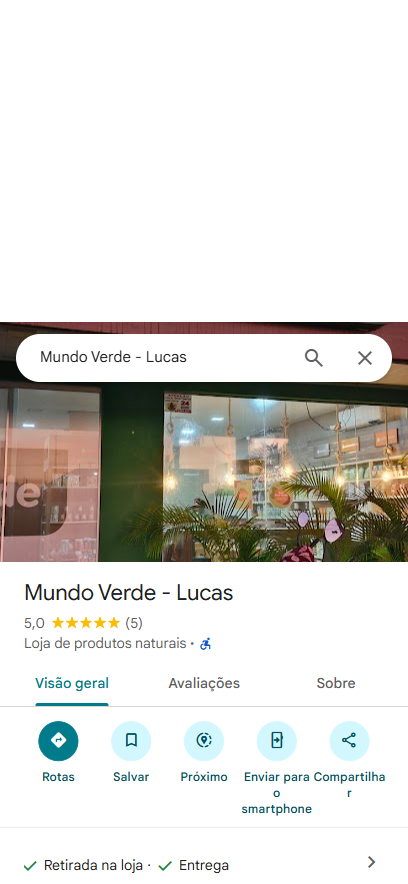 Mundo Verde - Lucas
de
Mundo Verde - Lucas
5,0 (5)
Loja de produtos naturais ·
Visão geral Avaliações Sobre
Rotas Salvar Próximo Enviar para o smartphone Compartilhar
Retirada na loja · Entrega